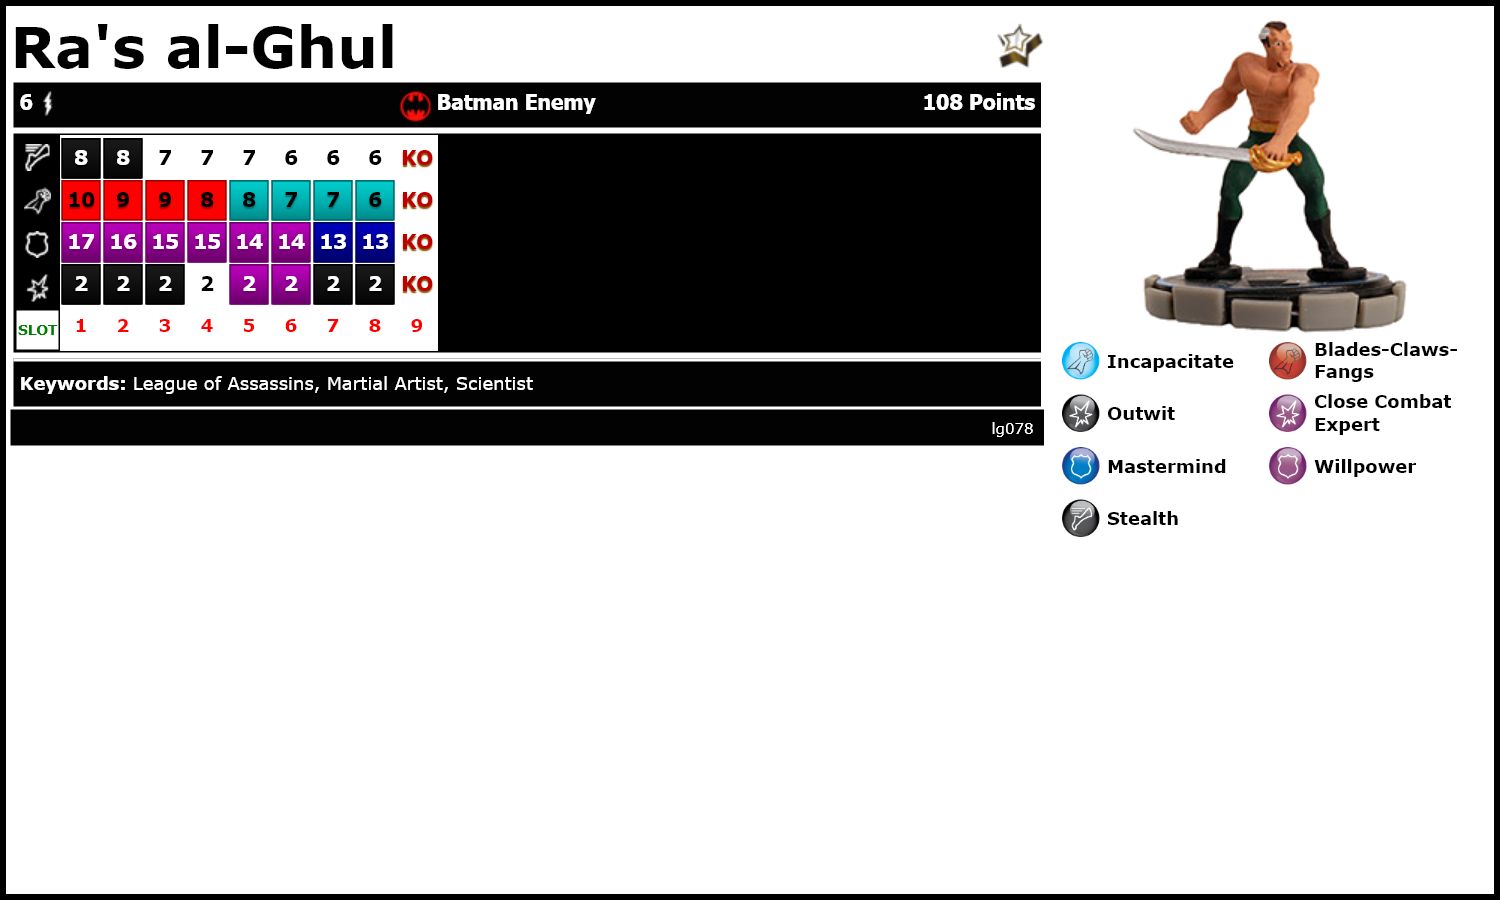 Ra's al-Ghul
6 Batman Enemy 108 Points
8 8 7 7 7 6 6 6 KO
10 9 9 8 8 7 7 6 KO
17 16 15 15 14 14 13 13 KO
2 2 2 2 2 2 2 2 KO
SLOT 1 2 3 4 5 6 7 8 9
Keywords: League of Assassins, Martial Artist, Scientist
lg078
Incapacitate
Blades-Claws-
Fangs
Outwit
Close Combat
Expert
Mastermind
Willpower
Stealth